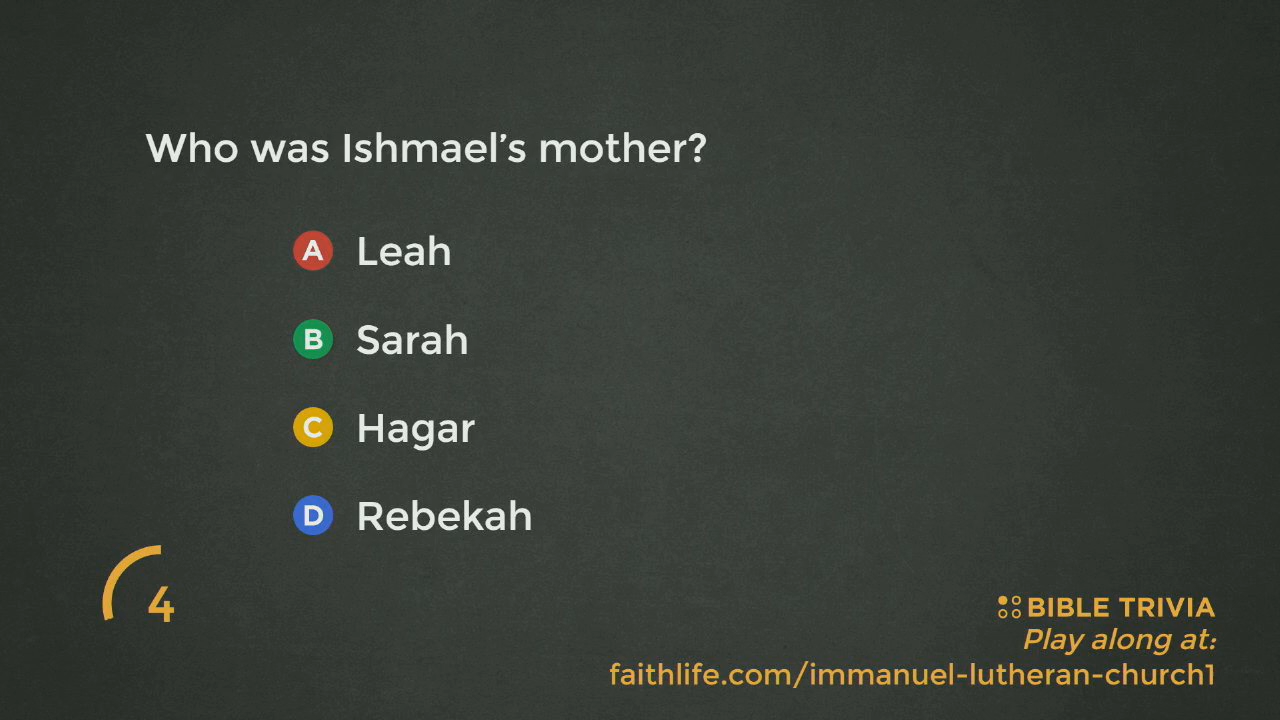 Who was Ishmael’s mother?
A Leah
B Sarah
C Hagar
D Rebekah
4
BIBLE TRIVIA
Play along at:
faithlife.com/immanuel-lutheran-church1